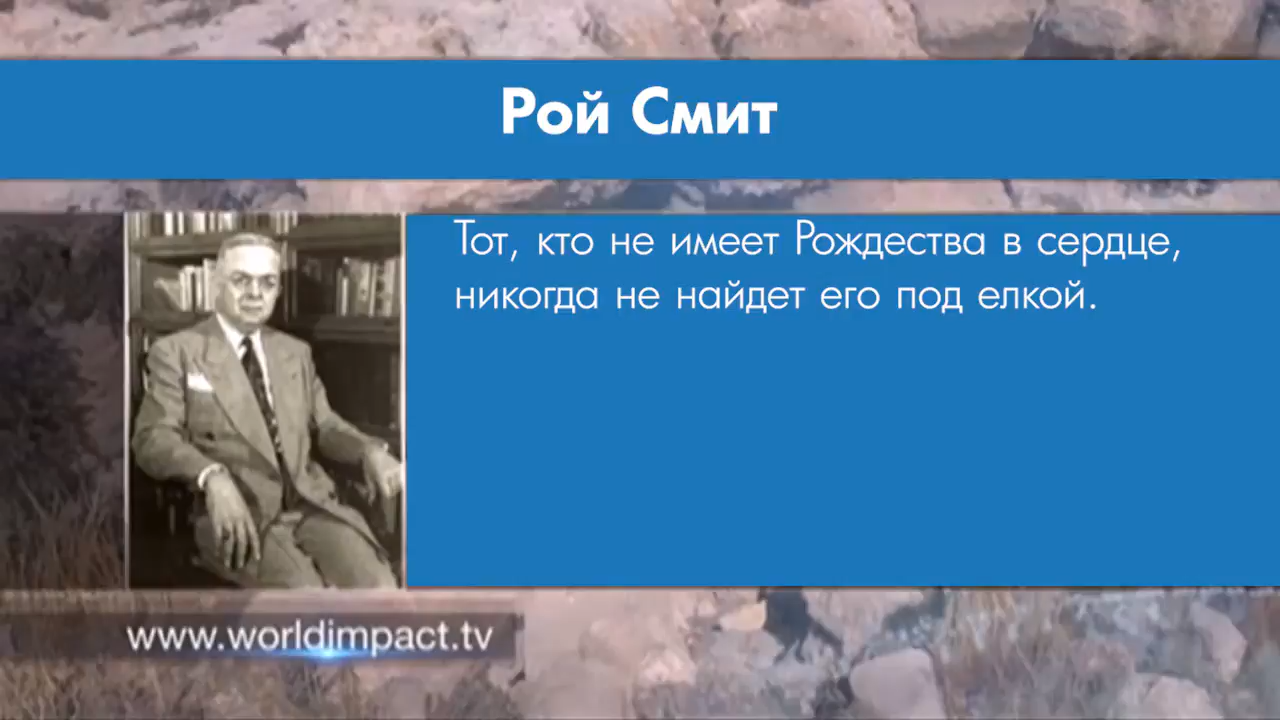 Рой Смит
Тот, кто не имеет Рождества в сердце,
никогда не найдет его под елкой.
www.worldimpact.tv